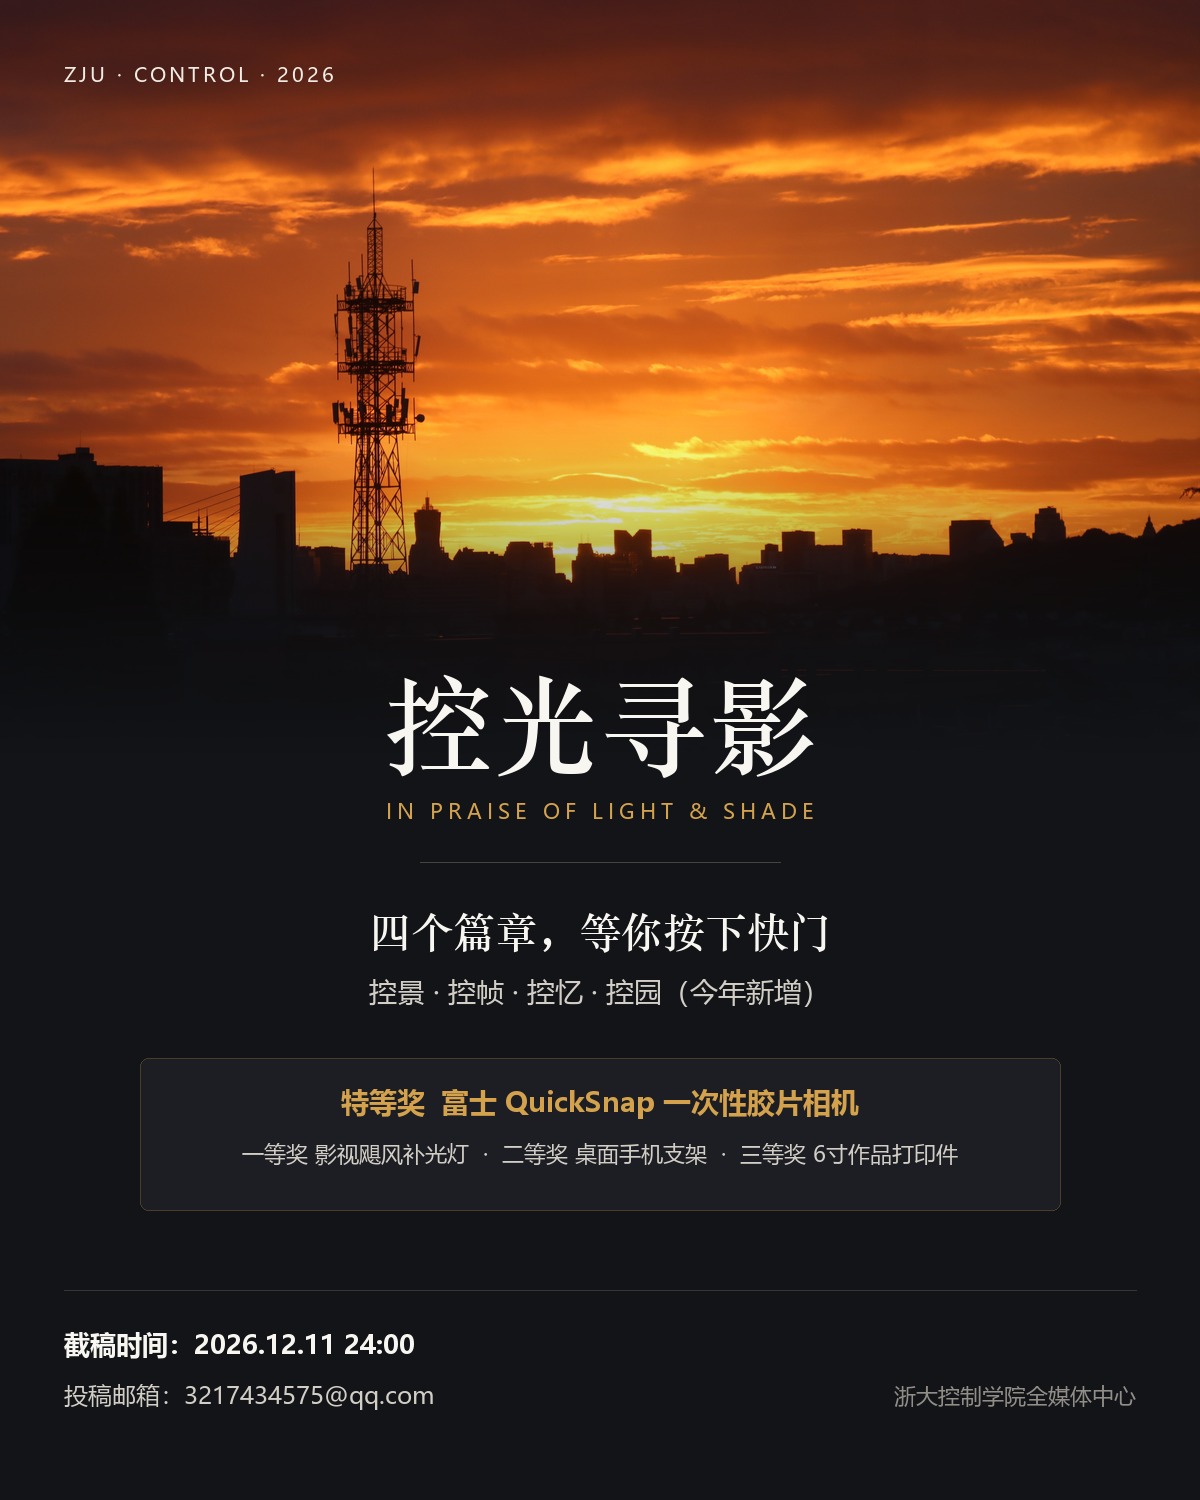 ZJU · CONTROL · 2026
控光寻影
IN PRAISE OF LIGHT & SHADE
四个篇章，等你按下快门
控景 · 控帧 · 控忆 · 控园（今年新增）
特等奖 富士 QuickSnap 一次性胶片相机
一等奖 影视飓风补光灯 · 二等奖 桌面手机支架 · 三等奖 6寸作品打印件
截稿时间：2026.12.11 24:00
投稿邮箱：3217434575@qq.com
浙大控制学院全媒体中心